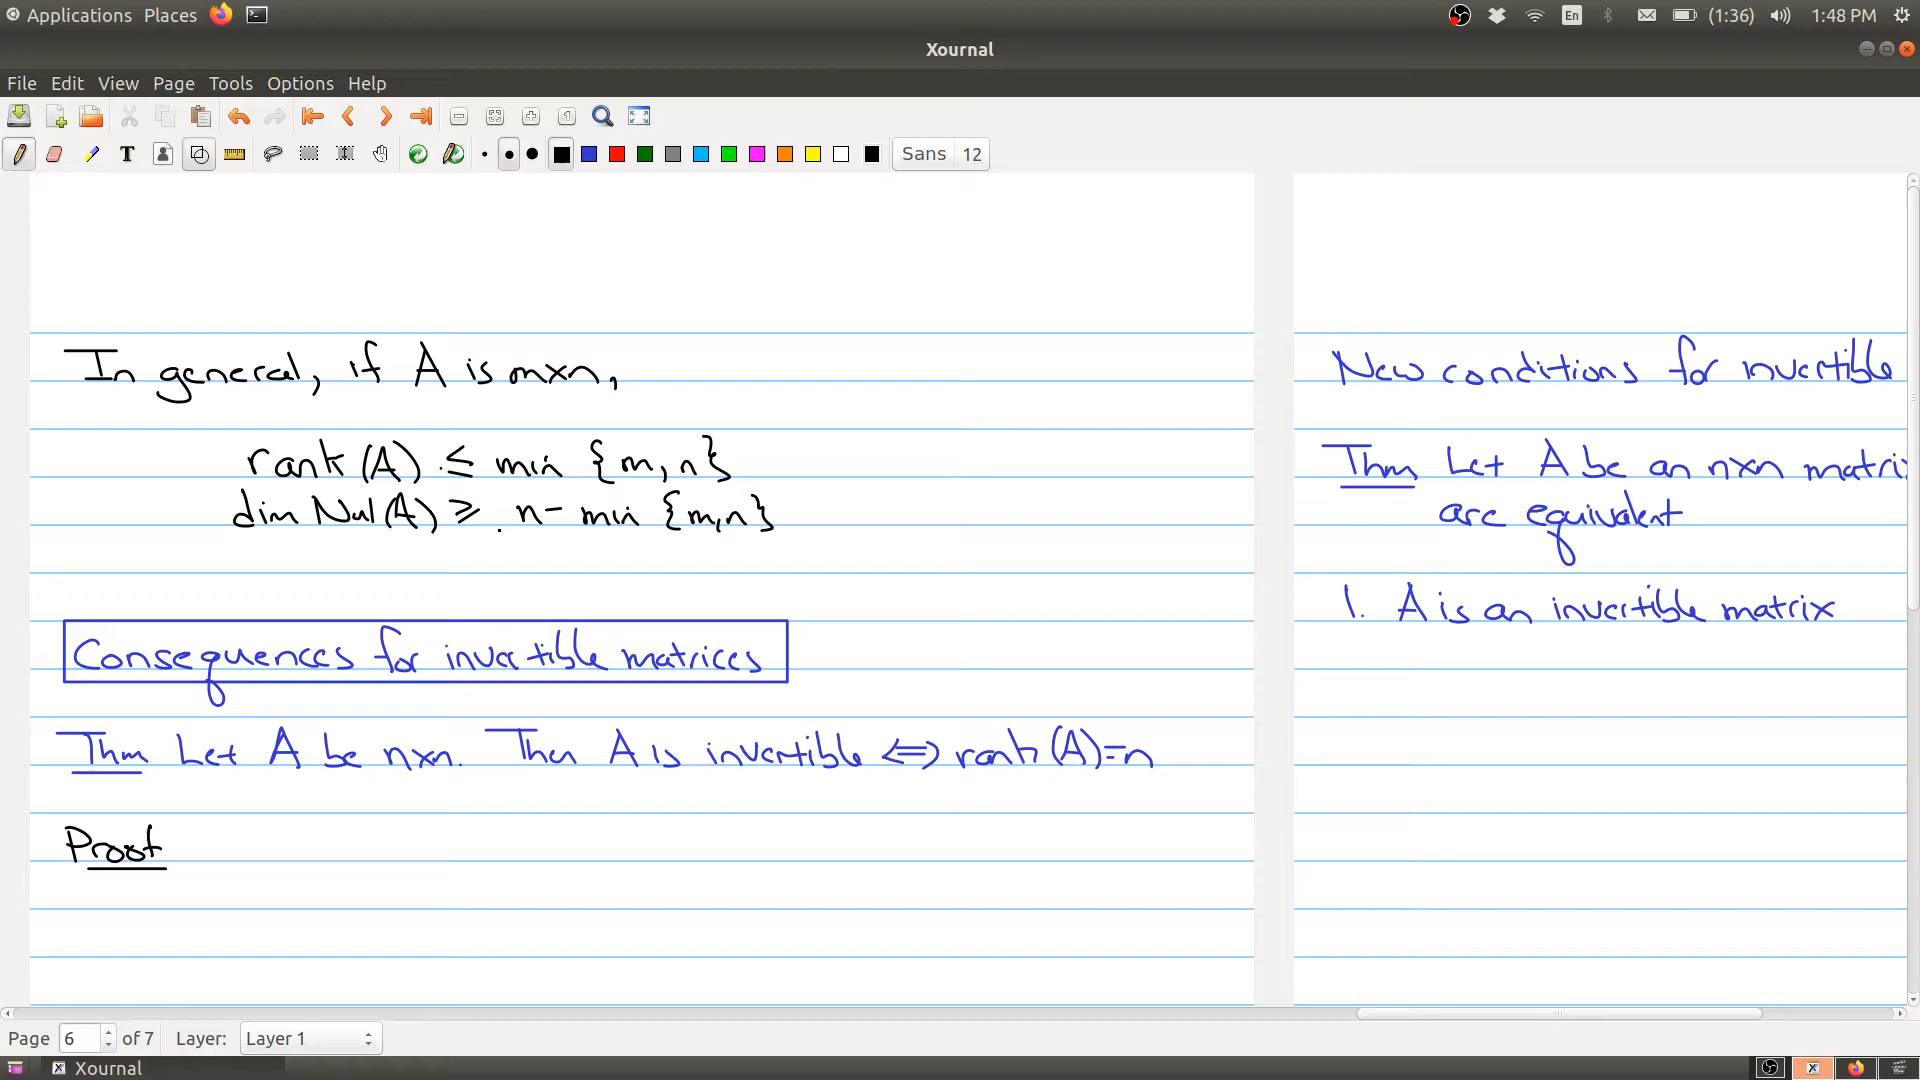 Applications Places En (1:36) 1:48 PM
Xournal
File Edit View Page Tools Options Help
Sans 12
In general, if A is mxn,
rank (A) ≤ min {m, n}
dim Nul(A) ≥ n - min {m,n}
Consequences for invertible matrices
Thm Let A be nxn. Then A is invertible ⟺ rank (A)=n
Proof
New conditions for invertible
Thm Let A be an nxn matri
are equivalent
1. A is an invertible matrix
Page 6 of 7 Layer: Layer 1
Xournal